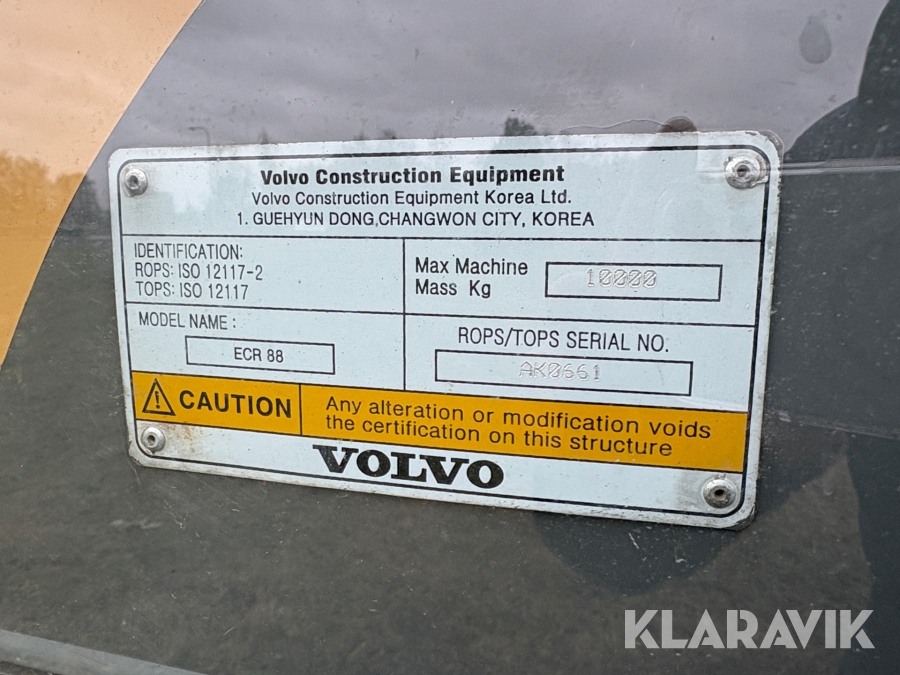 Volvo Construction Equipment
Volvo Construction Equipment Korea Ltd.
1. GUEHYUN DONG,CHANGWON CITY, KOREA
IDENTIFICATION:
ROPS: ISO 12117-2
TOPS: ISO 12117
Max Machine
Mass Kg
10000
MODEL NAME :
ECR 88
ROPS/TOPS SERIAL NO.
AK0661
CAUTION
Any alteration or modification voids
the certification on this structure
VOLVO
KLARAVIK